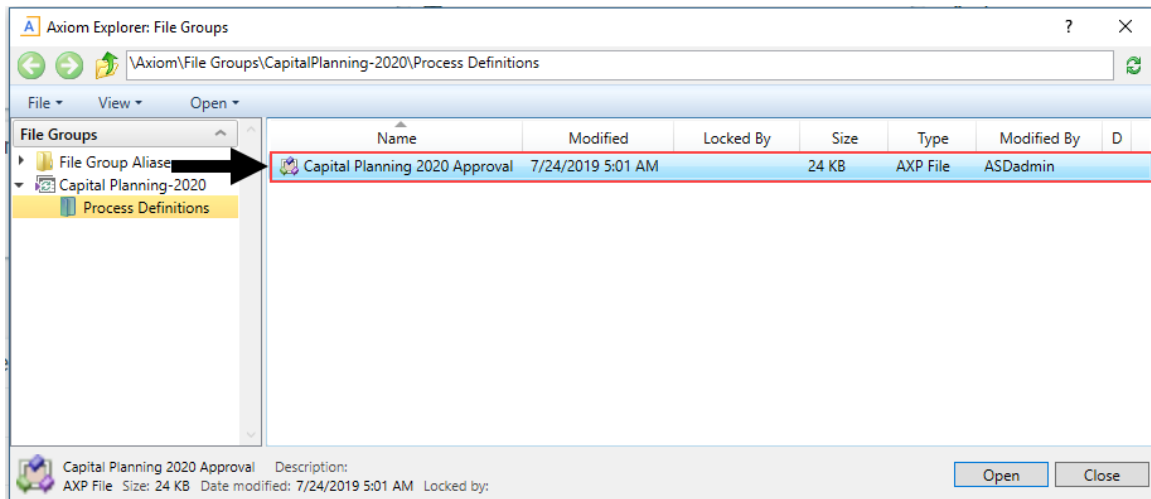 A Axiom Explorer: File Groups ?
\Axiom\File Groups\CapitalPlanning-2020\Process Definitions
File View Open
File Groups Name Modified Locked By Size Type Modified By D
File Group Aliase
Capital Planning 2020 Approval 7/24/2019 5:01 AM 24 KB AXP File ASDadmin
Capital Planning-2020
Process Definitions
Capital Planning 2020 Approval Description:
AXP File Size: 24 KB Date modified: 7/24/2019 5:01 AM Locked by:
Open Close